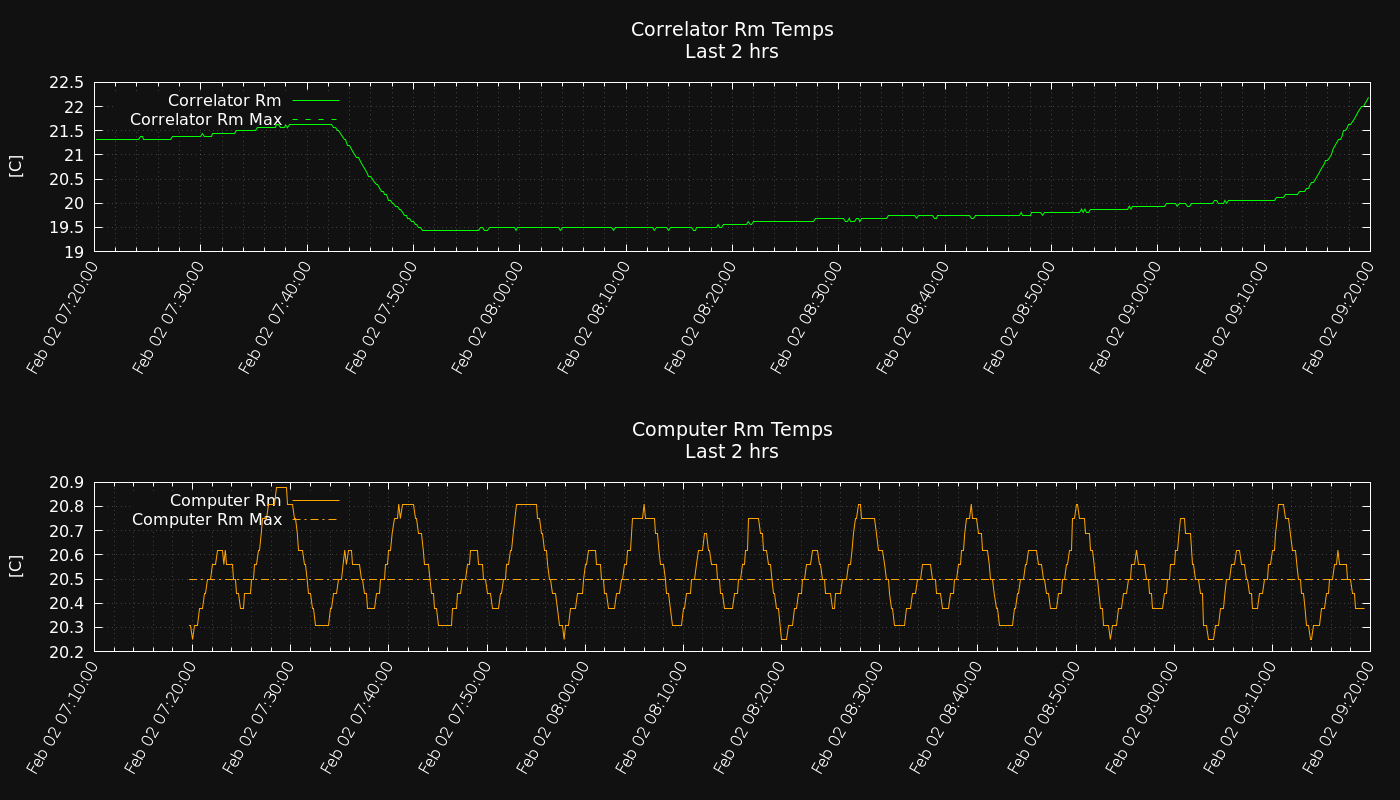 Correlator Rm Temps
Last 2 hrs
22.5
22
21.5
21
20.5
20
19.5
19
[C]
Correlator Rm
Correlator Rm Max
Feb 02 07:20:00
Feb 02 07:30:00
Feb 02 07:40:00
Feb 02 07:50:00
Feb 02 08:00:00
Feb 02 08:10:00
Feb 02 08:20:00
Feb 02 08:30:00
Feb 02 08:40:00
Feb 02 08:50:00
Feb 02 09:00:00
Feb 02 09:10:00
Feb 02 09:20:00
Computer Rm Temps
Last 2 hrs
20.9
20.8
20.7
20.6
20.5
20.4
20.3
20.2
[C]
Computer Rm
Computer Rm Max
Feb 02 07:10:00
Feb 02 07:20:00
Feb 02 07:30:00
Feb 02 07:40:00
Feb 02 07:50:00
Feb 02 08:00:00
Feb 02 08:10:00
Feb 02 08:20:00
Feb 02 08:30:00
Feb 02 08:40:00
Feb 02 08:50:00
Feb 02 09:00:00
Feb 02 09:10:00
Feb 02 09:20:00